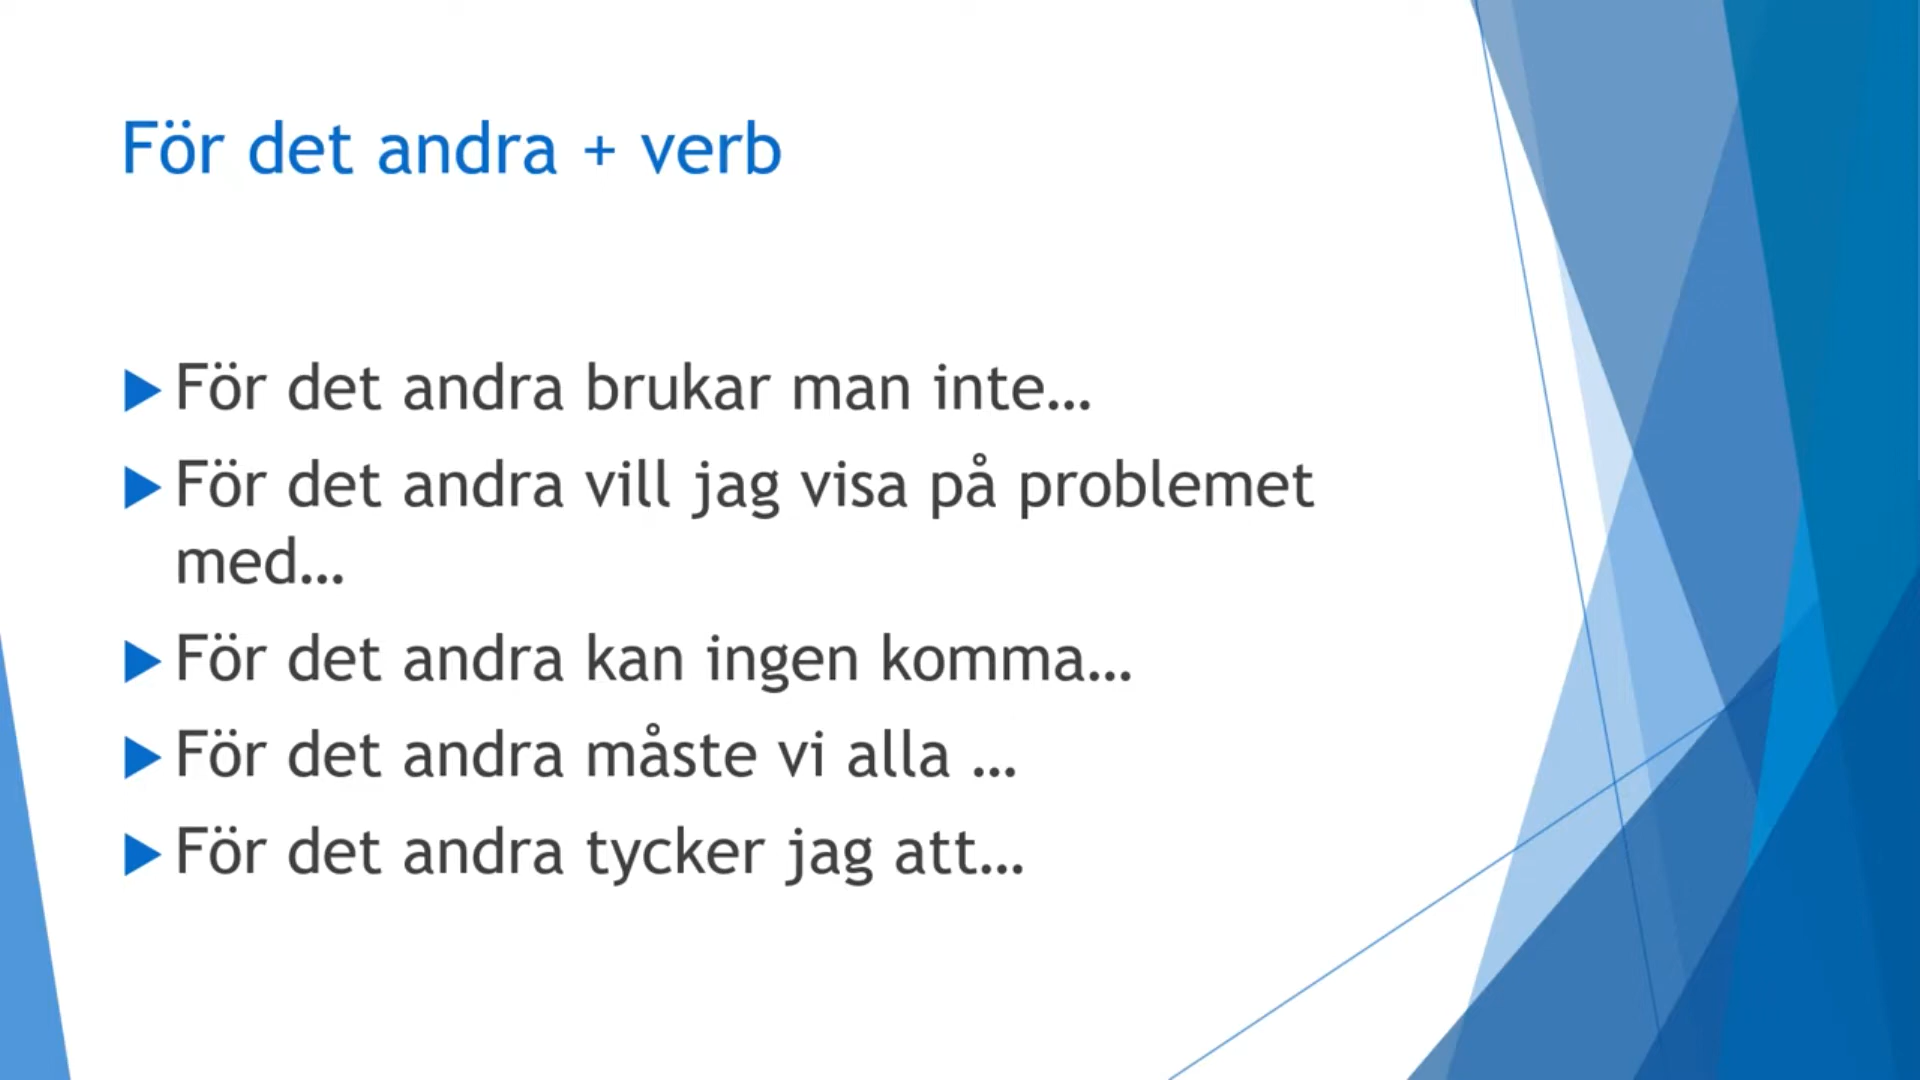 För det andra + verb
För det andra brukar man inte…
För det andra vill jag visa på problemet
med…
För det andra kan ingen komma…
För det andra måste vi alla …
För det andra tycker jag att…